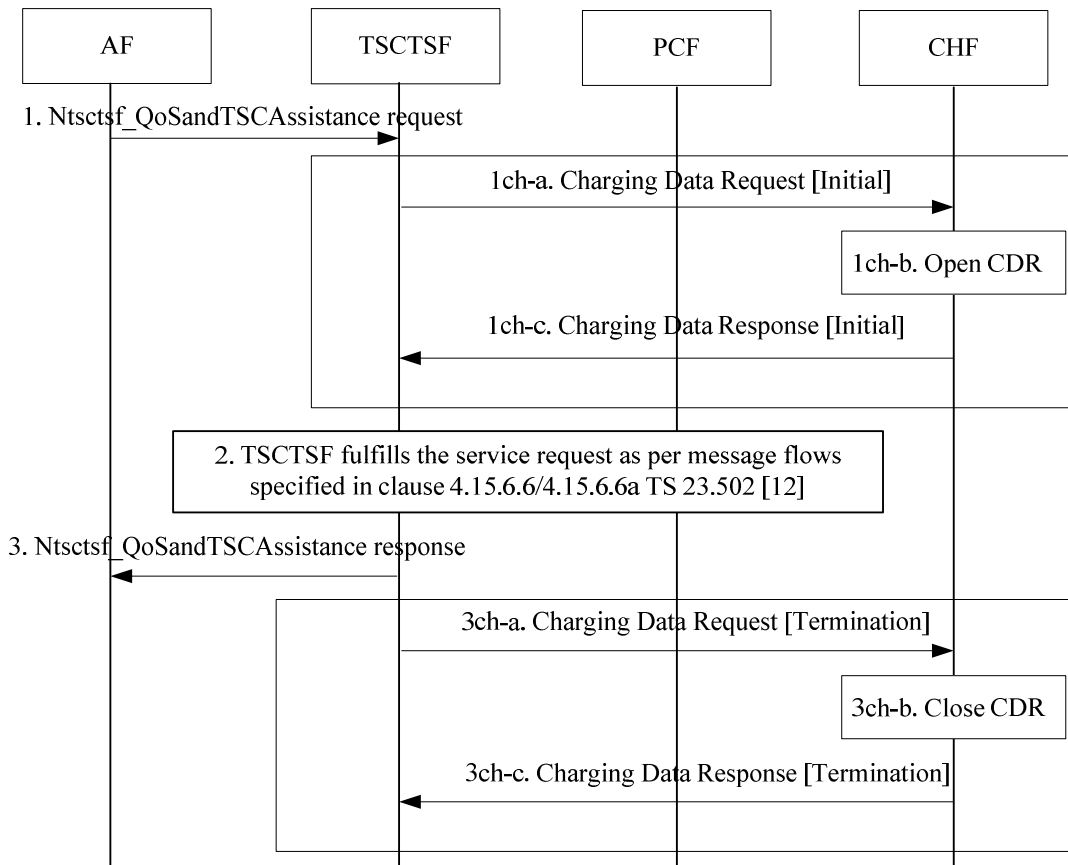 AF
TSCTSF
PCF
CHF
1. Ntsctsf_QoSandTSCAssistance request
1ch-a. Charging Data Request [Initial]
1ch-b. Open CDR
1ch-c. Charging Data Response [Initial]
2. TSCTSF fulfills the service request as per message flows
specified in clause 4.15.6.6/4.15.6.6a TS 23.502 [12]
3. Ntsctsf_QoSandTSCAssistance response
3ch-a. Charging Data Request [Termination]
3ch-b. Close CDR
3ch-c. Charging Data Response [Termination]